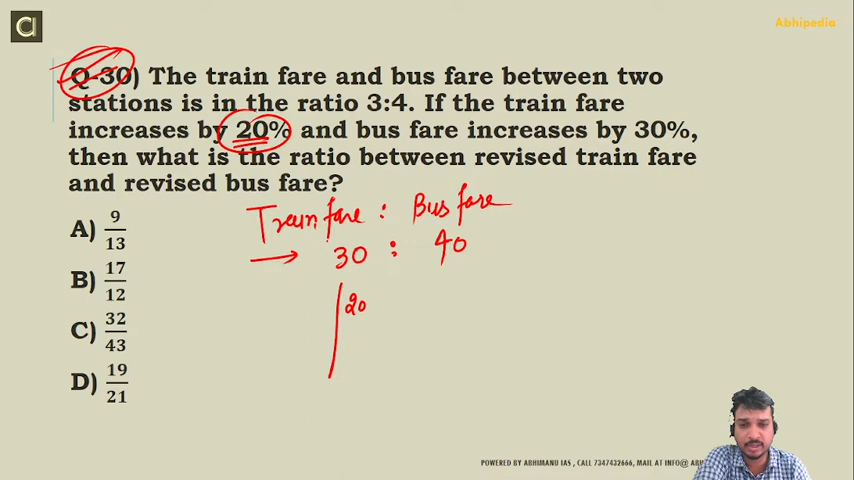 Abhipedia
Q-30) The train fare and bus fare between two
stations is in the ratio 3:4. If the train fare
increases by 20% and bus fare increases by 30%,
then what is the ratio between revised train fare
and revised bus fare?
Train fare : Bus fare
→ 30 : 40
20
A) 9/13
B) 17/12
C) 32/43
D) 19/21
POWERED BY ABHIMANU IAS , CALL 7347432666, MAIL AT INFO@ ABH